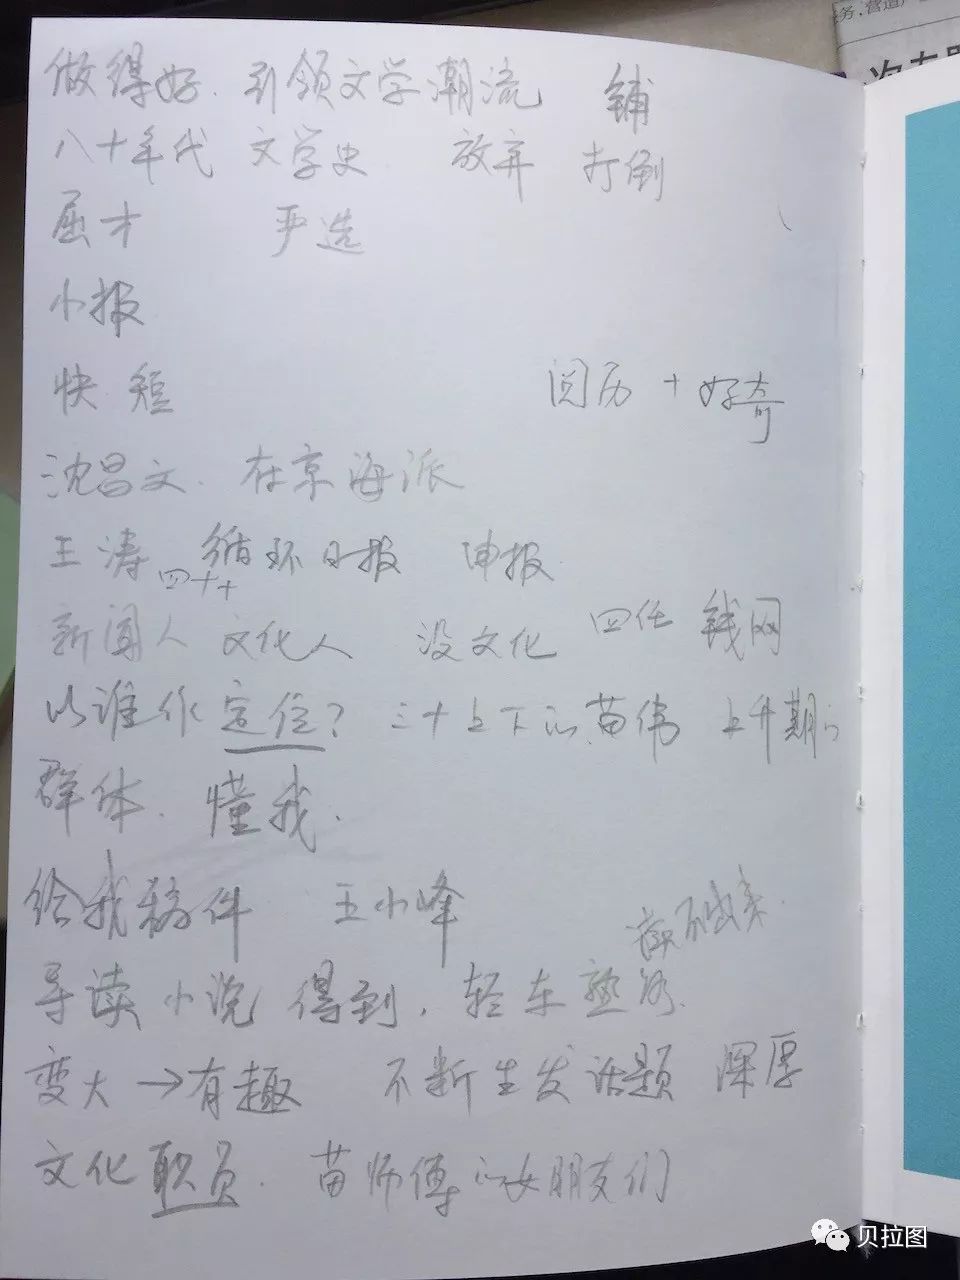 务，营造
做得好．引领文学潮流 铺
八十年代 文学史 放弃 打倒
屈才 严选
小报
快 短 阅历 + 好奇
沈昌文．在京海派
王涛 循环日报 申报
四十十
新闻人 文化人 没文化 四任 钱网
以谁作定位？三十上下的苗伟 上升期的
群体．懂我．
给我稿件 王小峰
导读小说 得到．轻车熟路．
变大→有趣 不断生发话题 深厚
文化职员．苗师傅的女朋友们
贝拉图